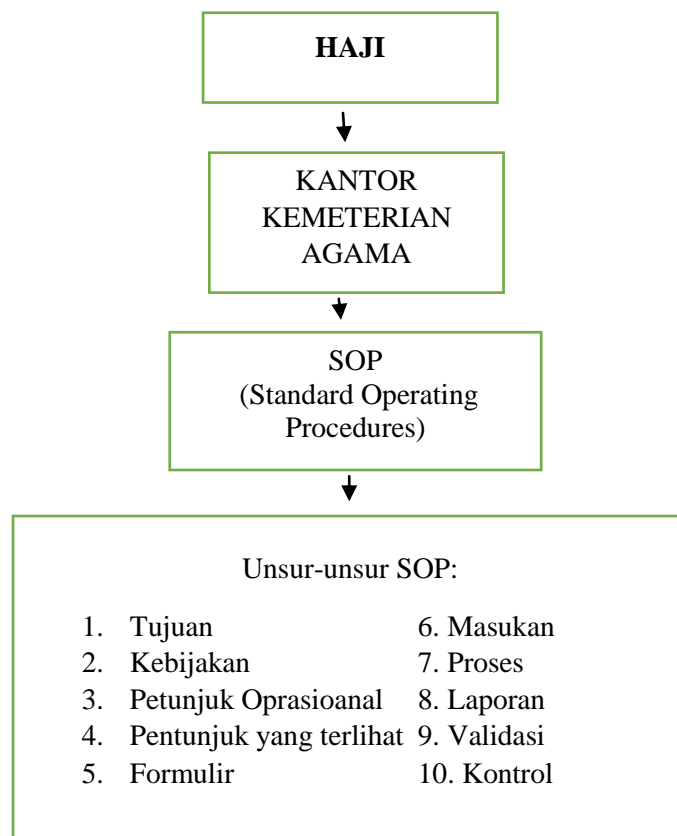 HAJI
KANTOR
KEMETERIAN
AGAMA
SOP
(Standard Operating
Procedures)
Unsur-unsur SOP:
1. Tujuan 6. Masukan
2. Kebijakan 7. Proses
3. Petunjuk Oprasioanal 8. Laporan
4. Pentunjuk yang terlihat 9. Validasi
5. Formulir 10. Kontrol